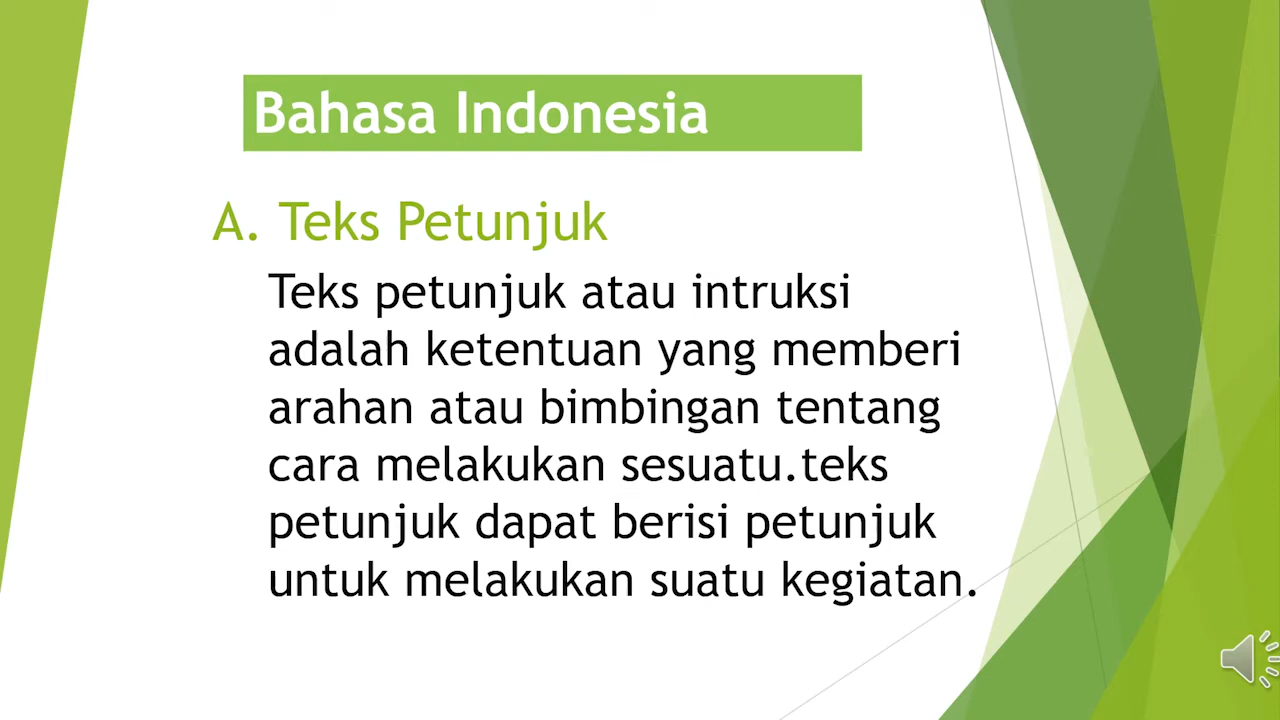 Bahasa Indonesia
A. Teks Petunjuk
Teks petunjuk atau intruksi
adalah ketentuan yang memberi
arahan atau bimbingan tentang
cara melakukan sesuatu.teks
petunjuk dapat berisi petunjuk
untuk melakukan suatu kegiatan.